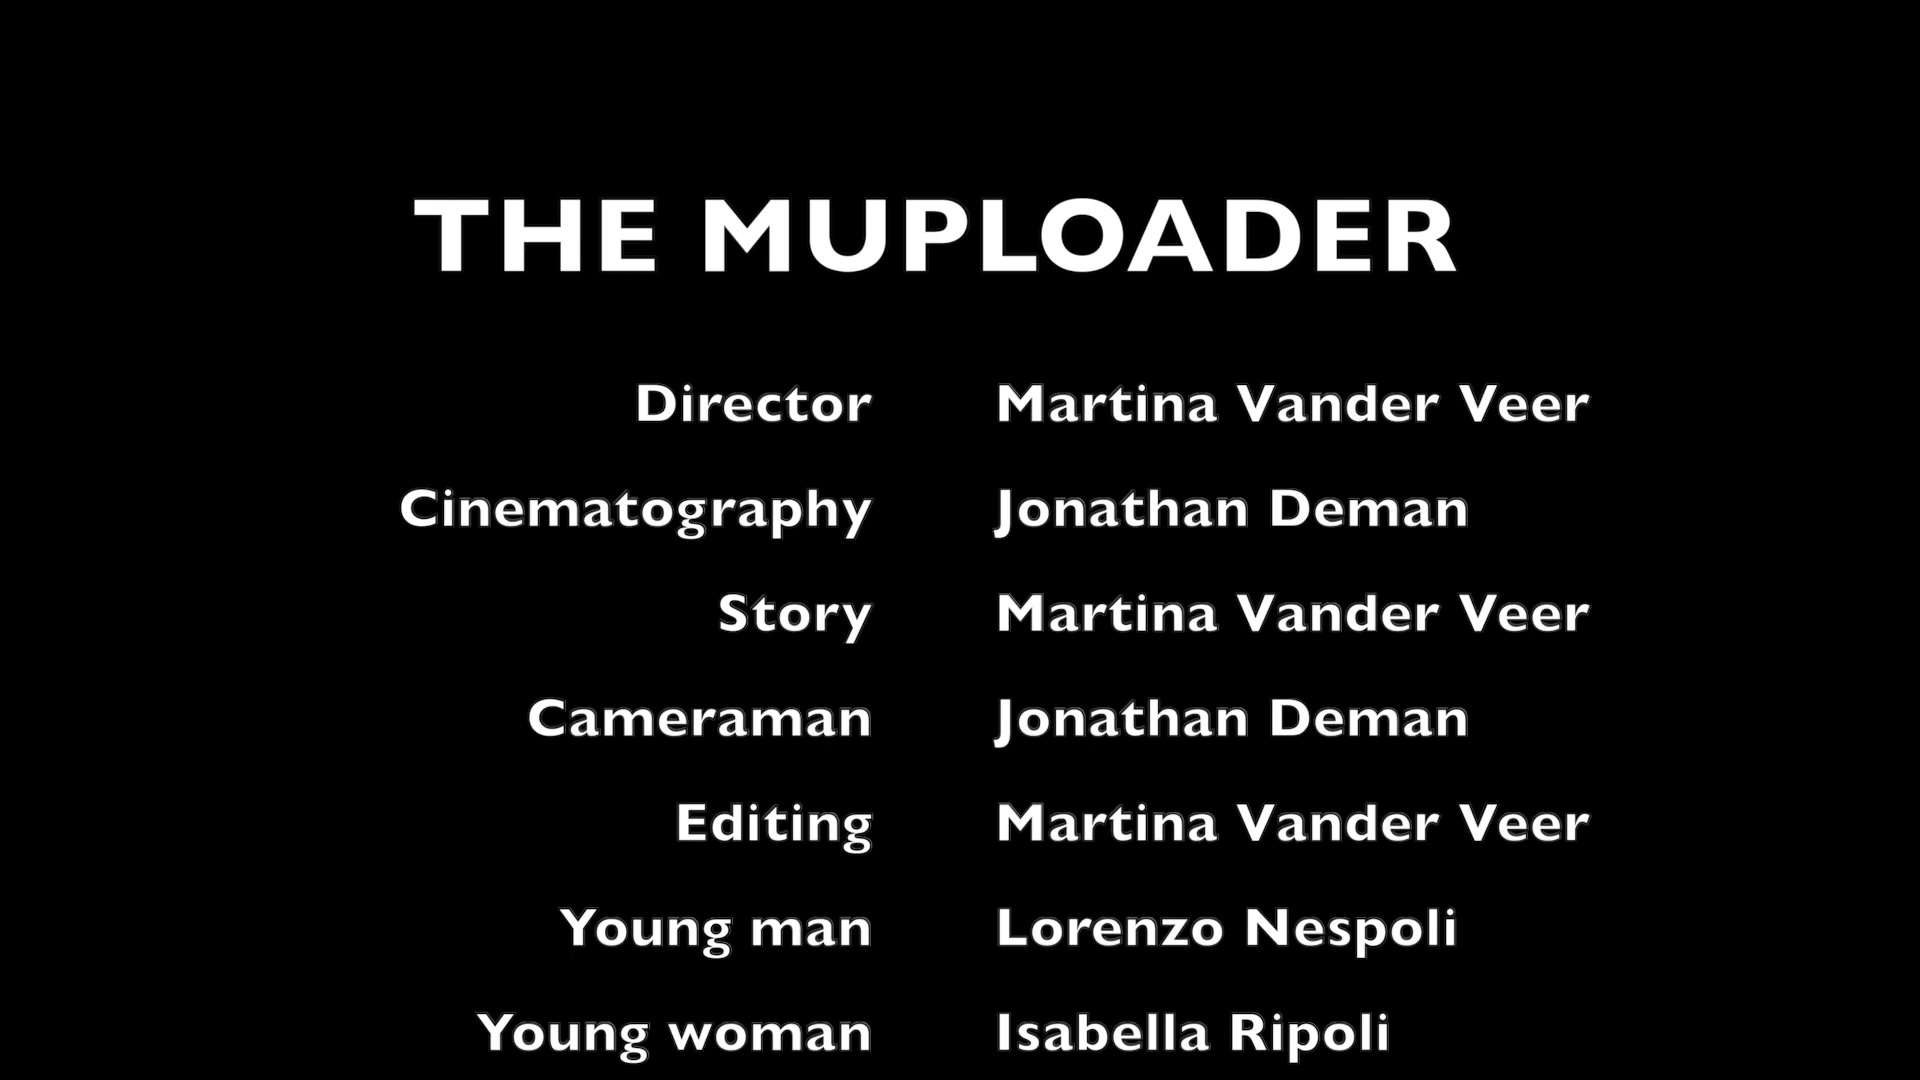 THE MUPLOADER
Director Martina Vander Veer
Cinematography Jonathan Deman
Story Martina Vander Veer
Cameraman Jonathan Deman
Editing Martina Vander Veer
Young man Lorenzo Nespoli
Young woman Isabella Ripoli